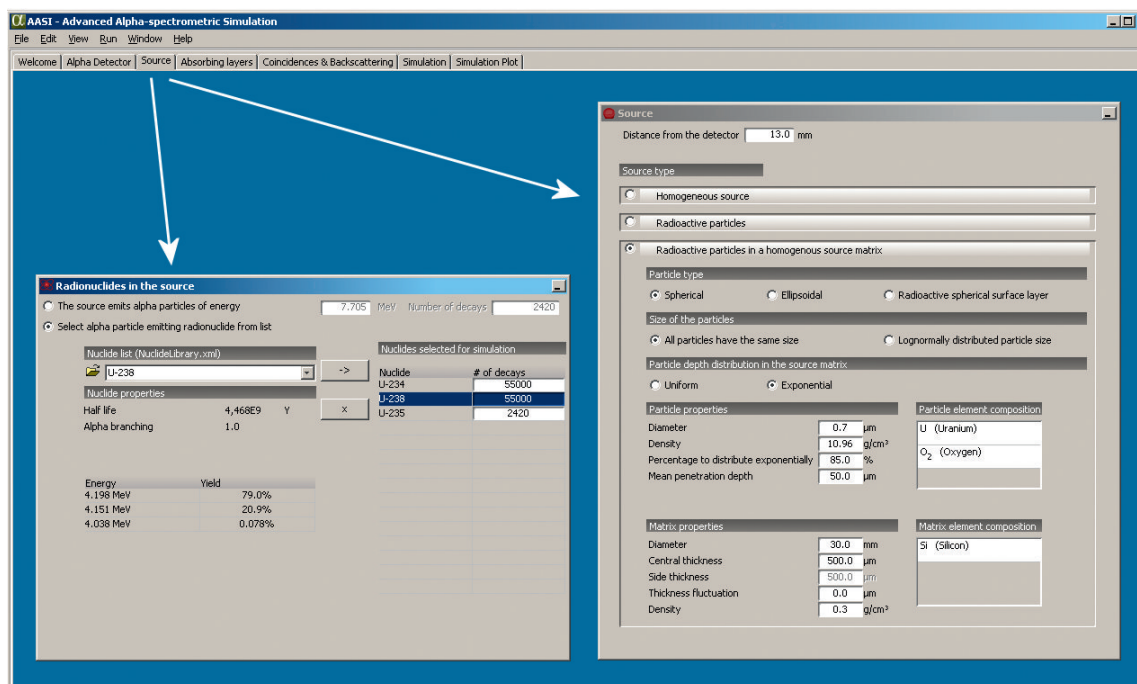 AASI - Advanced Alpha-spectrometric Simulation
File Edit View Run Window Help
Welcome Alpha Detector Source Absorbing layers Coincidences & Backscattering Simulation Simulation Plot
Radionuclides in the source
The source emits alpha particles of energy 7.705 MeV Number of decays 2420
Select alpha particle emitting radionuclide from list
Nuclide list (NuclideLibrary.xml)
U-238
->
Nuclide properties
Half life 4,468E9 Y
x
Alpha branching 1.0
Energy Yield
4.198 MeV 79.0%
4.151 MeV 20.9%
4.038 MeV 0.078%
Nuclides selected for simulation
Nuclide # of decays
U-234 55000
U-238 55000
U-235 2420
Source
Distance from the detector 13.0 mm
Source type
Homogeneous source
Radioactive particles
Radioactive particles in a homogenous source matrix
Particle type
Spherical Ellipsoidal Radioactive spherical surface layer
Size of the particles
All particles have the same size Lognormally distributed particle size
Particle depth distribution in the source matrix
Uniform Exponential
Particle properties
Diameter 0.7 µm
Density 10.96 g/cm³
Percentage to distribute exponentially 85.0 %
Mean penetration depth 50.0 µm
Particle element composition
U (Uranium)
O₂ (Oxygen)
Matrix properties
Diameter 30.0 mm
Central thickness 500.0 µm
Side thickness 500.0 µm
Thickness fluctuation 0.0 µm
Density 0.3 g/cm³
Matrix element composition
Si (Silicon)